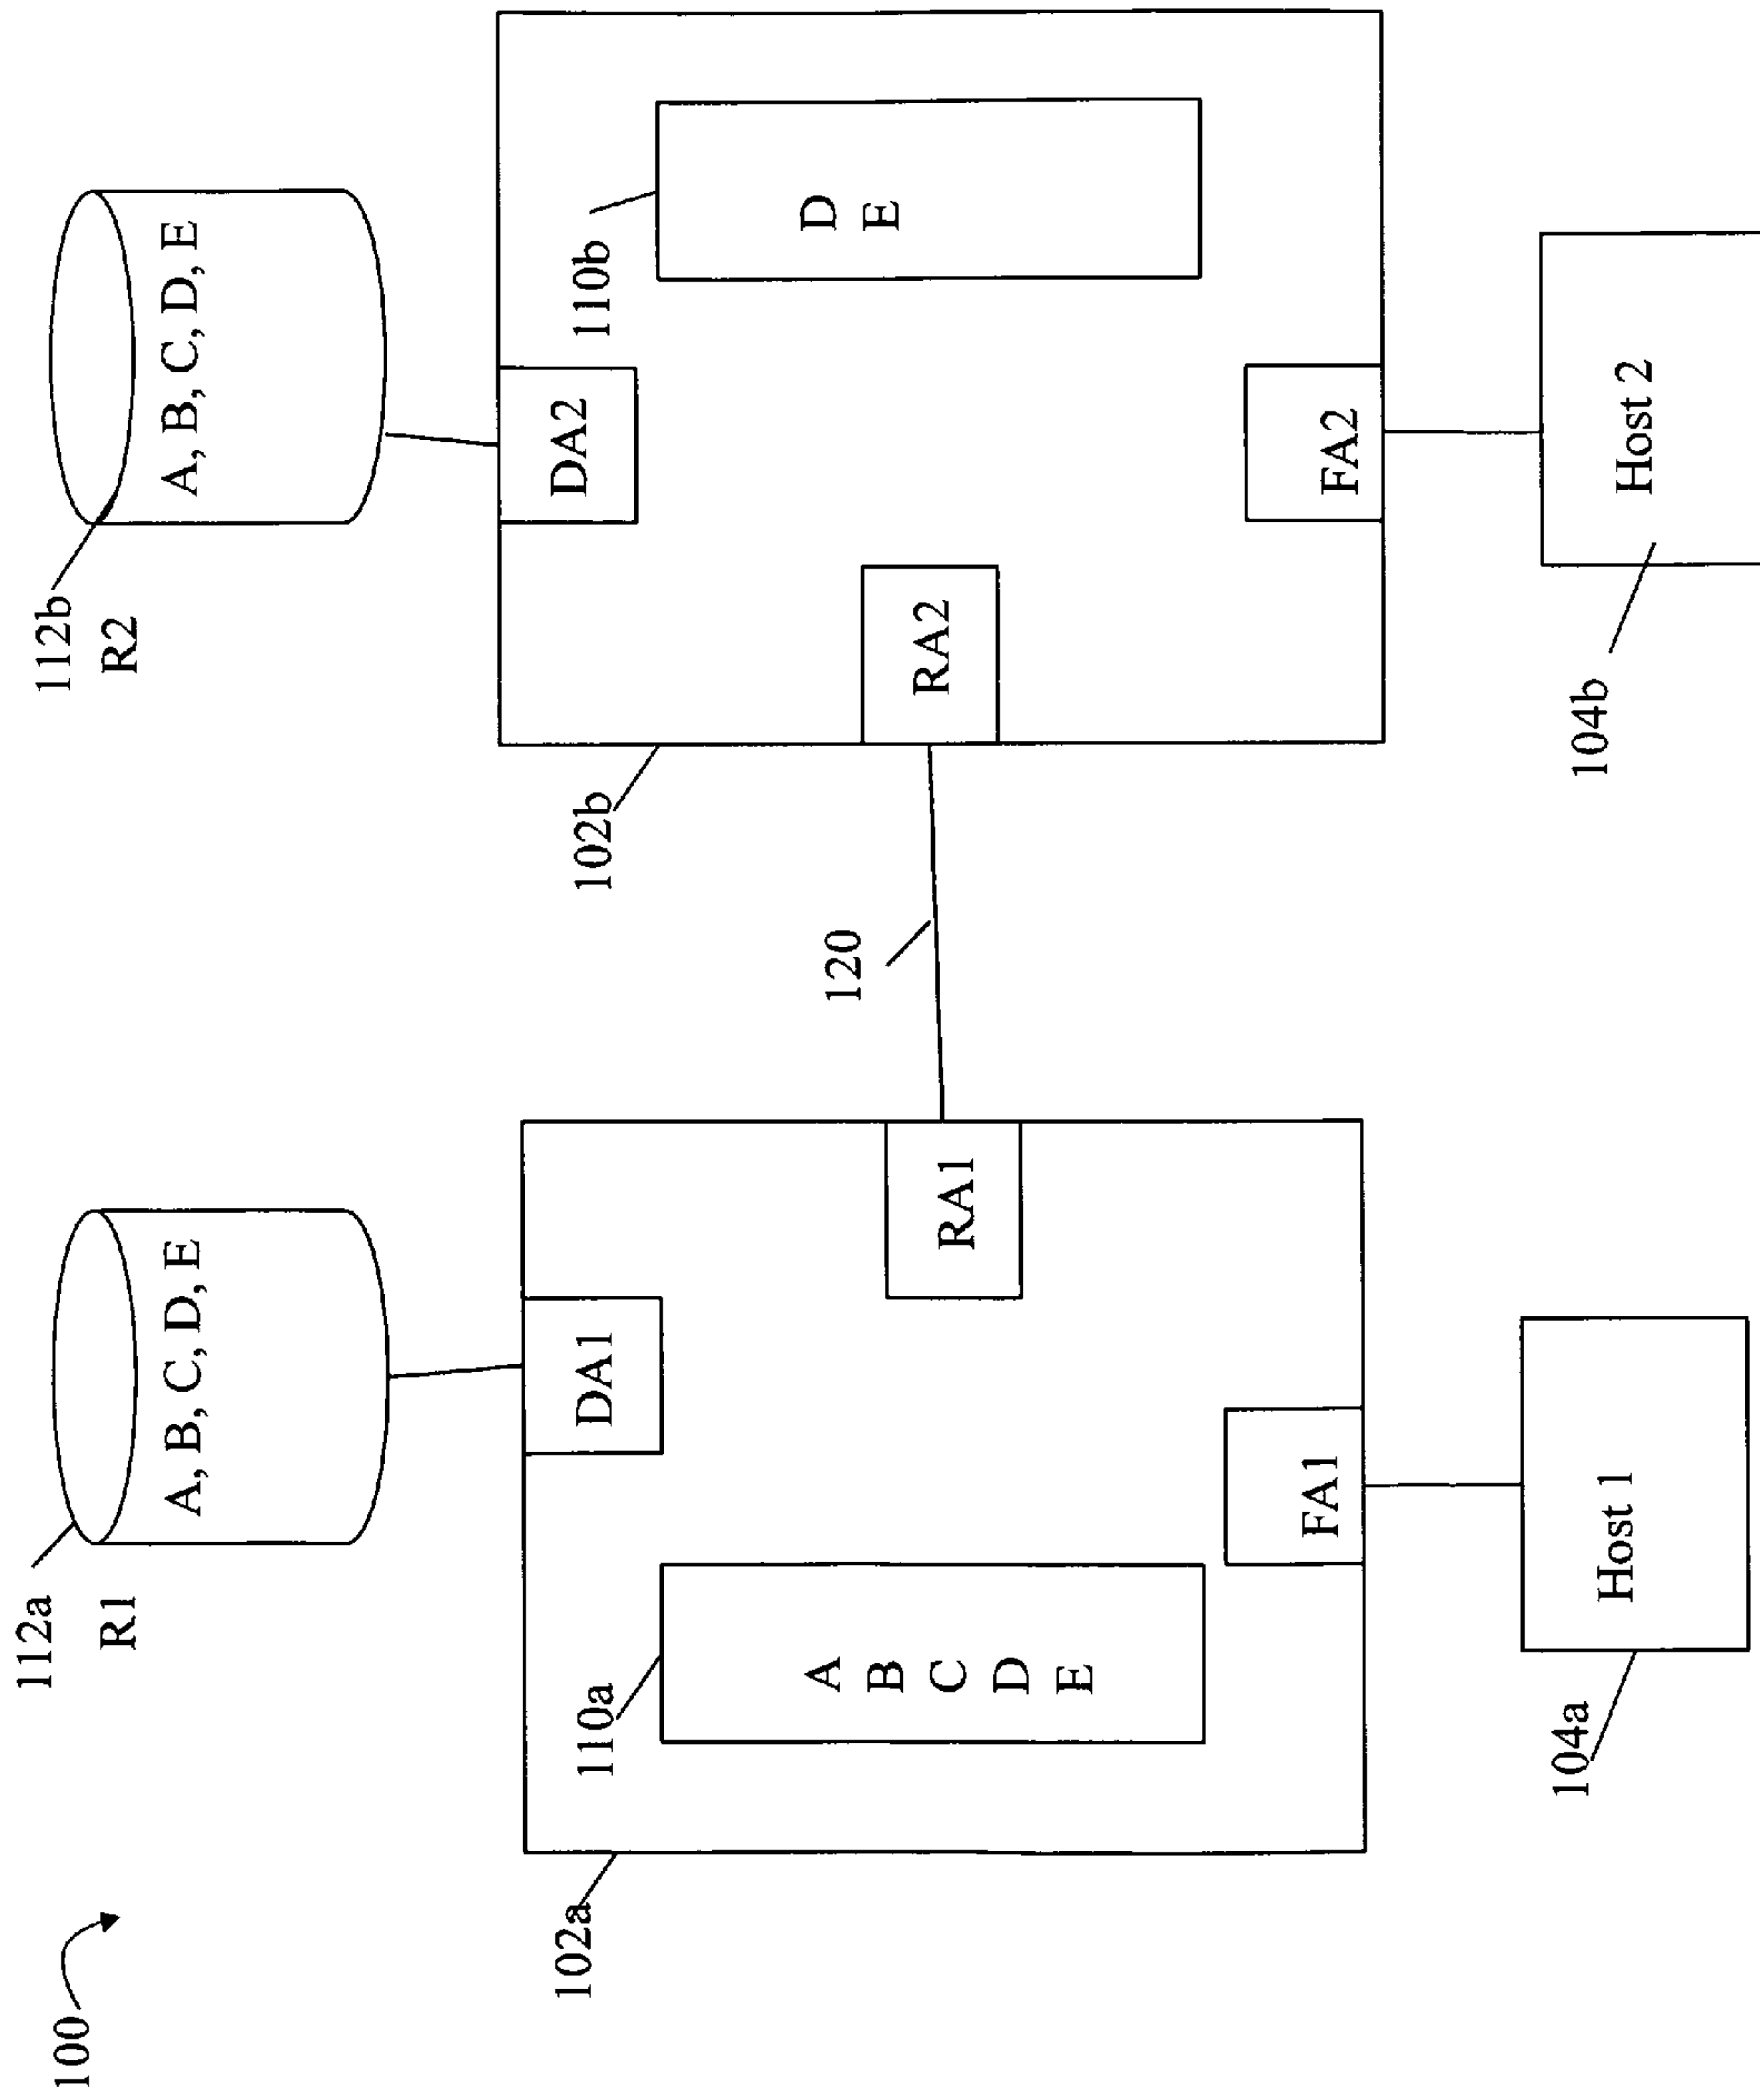 100
112a
R1
A, B, C, D, E
112b
R2
A, B, C, D, E
102a
110a
DA1
102b
DA2
110b
A
B
C
D
E
RA1
120
RA2
D
E
FA1
FA2
104a
Host 1
104b
Host 2